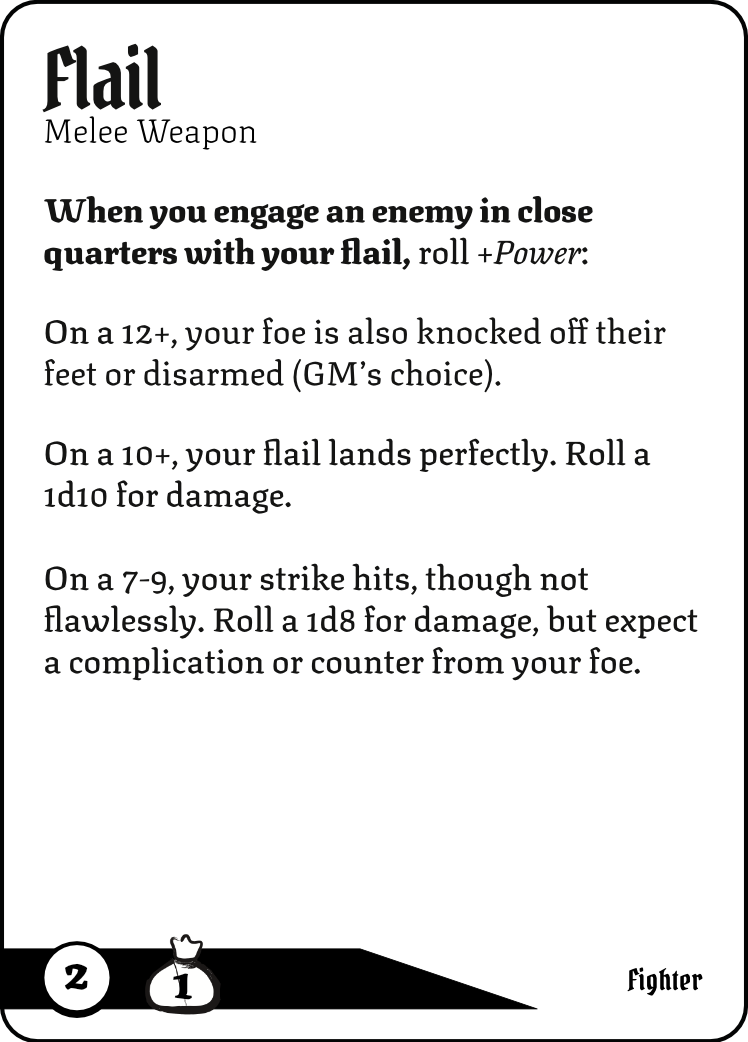 Flail
Melee Weapon
When you engage an enemy in close
quarters with your flail, roll +Power:
On a 12+, your foe is also knocked off their
feet or disarmed (GM’s choice).
On a 10+, your flail lands perfectly. Roll a
1d10 for damage.
On a 7-9, your strike hits, though not
flawlessly. Roll a 1d8 for damage, but expect
a complication or counter from your foe.
2 1 Fighter